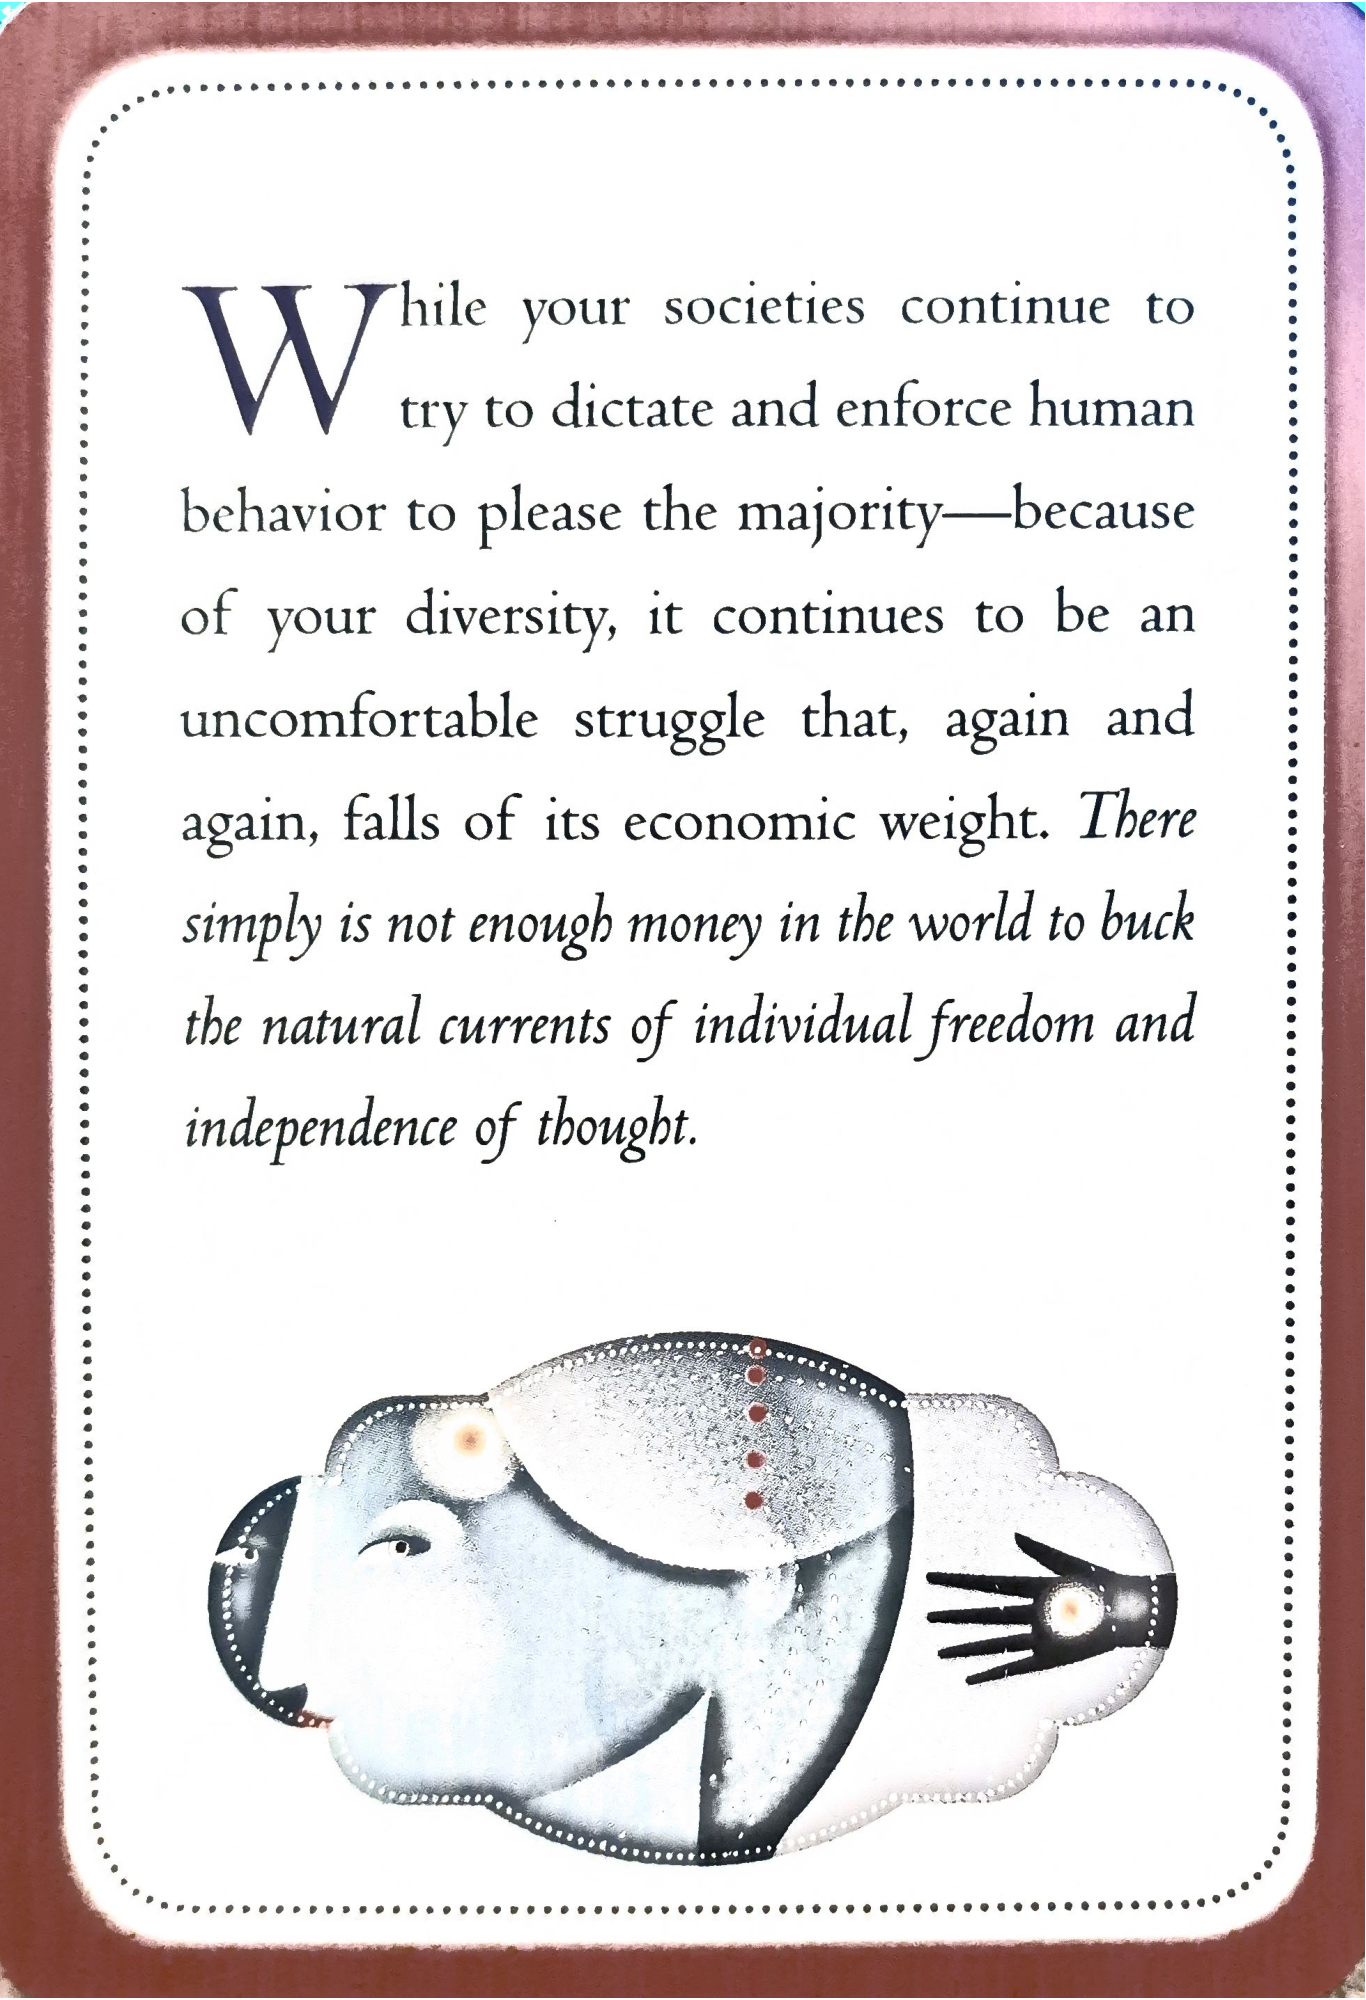 While your societies continue to
try to dictate and enforce human
behavior to please the majority—because
of your diversity, it continues to be an
uncomfortable struggle that, again and
again, falls of its economic weight. There
simply is not enough money in the world to buck
the natural currents of individual freedom and
independence of thought.